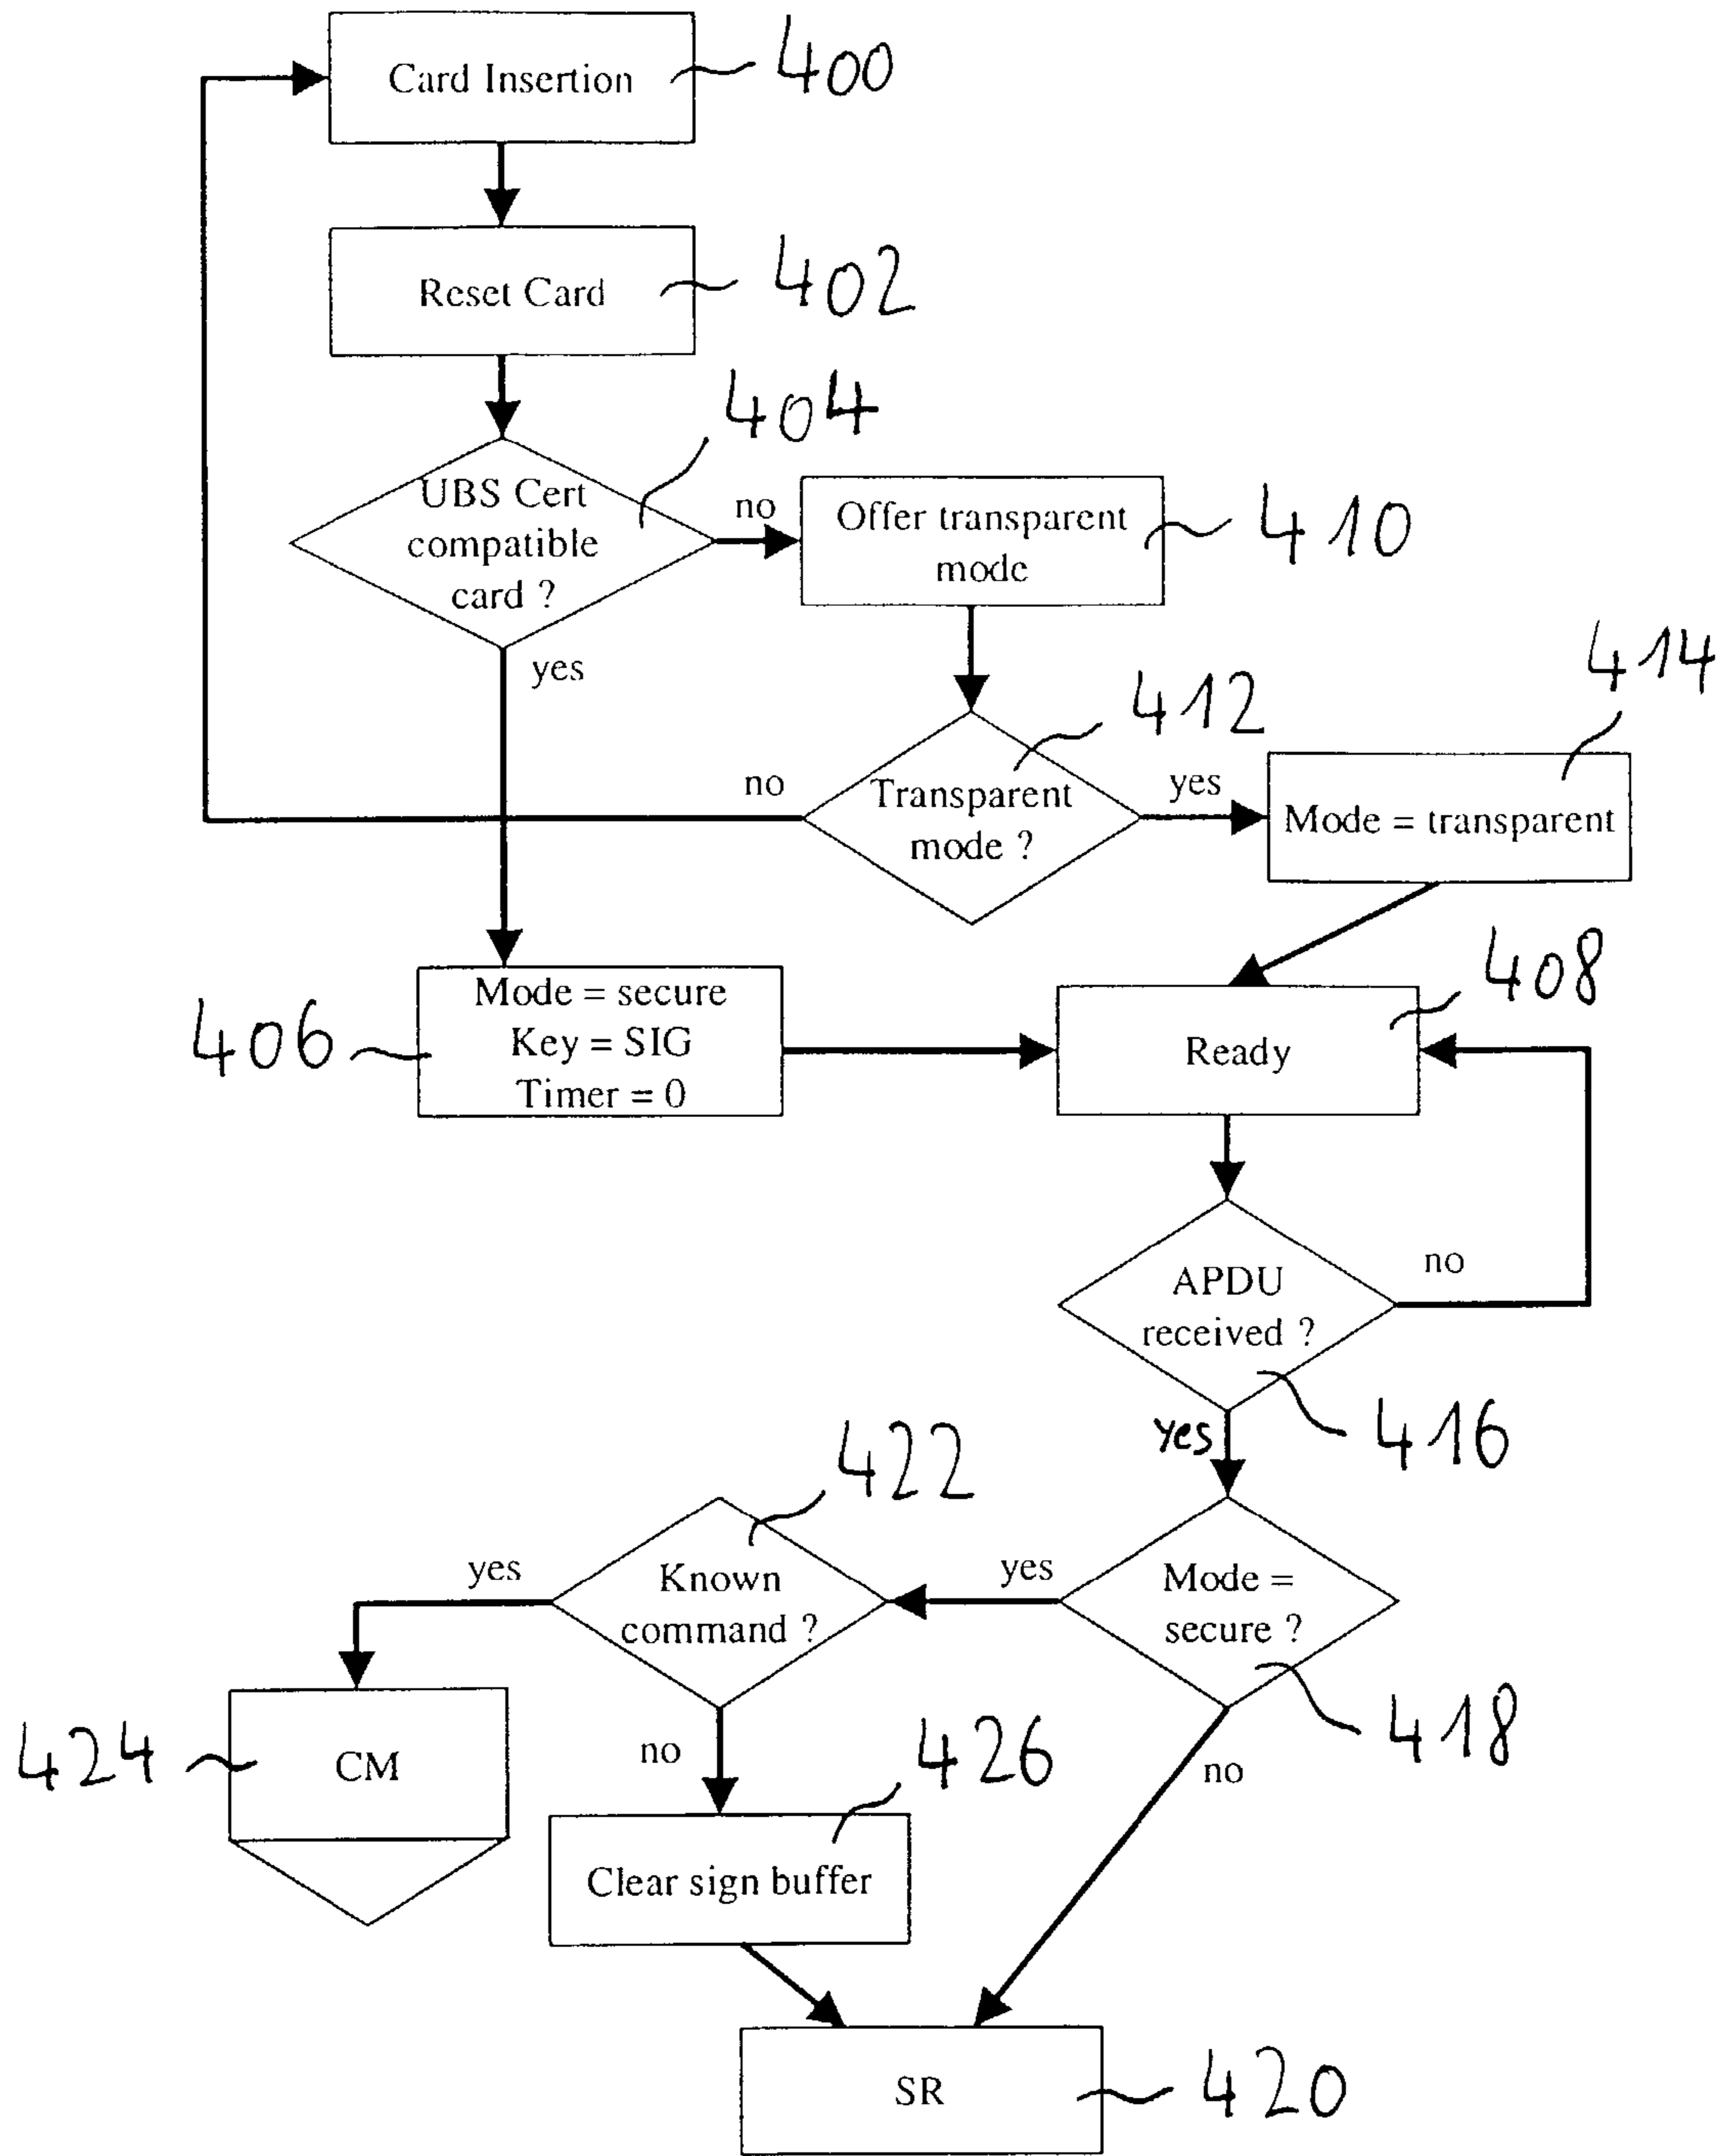 Card Insertion
400
Reset Card
402
404
UBS Cert
compatible
card ?
no
Offer transparent
mode
410
yes
412
414
no
Transparent
mode ?
yes
Mode = transparent
406
Mode = secure
Key = SIG
Timer = 0
408
Ready
APDU
received ?
no
yes
416
422
yes
Known
command ?
yes
Mode =
secure ?
418
424
CM
no
426
no
Clear sign buffer
SR
420